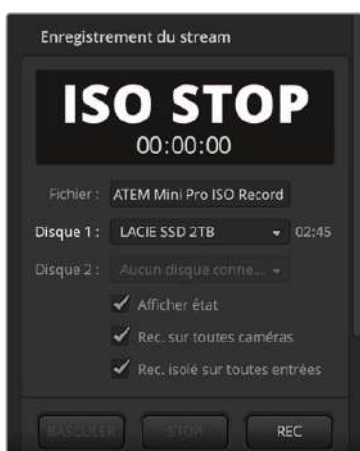 Enregistrement du stream
ISO STOP
00:00:00
Fichier : ATEM Mini Pro ISO Record
Disque 1 : LACIE SSD 2TB 02:45
Disque 2 : Aucun disque conne...
Afficher état
Rec. sur toutes caméras
Rec. isolé sur toutes entrées
BASCULER STOP REC